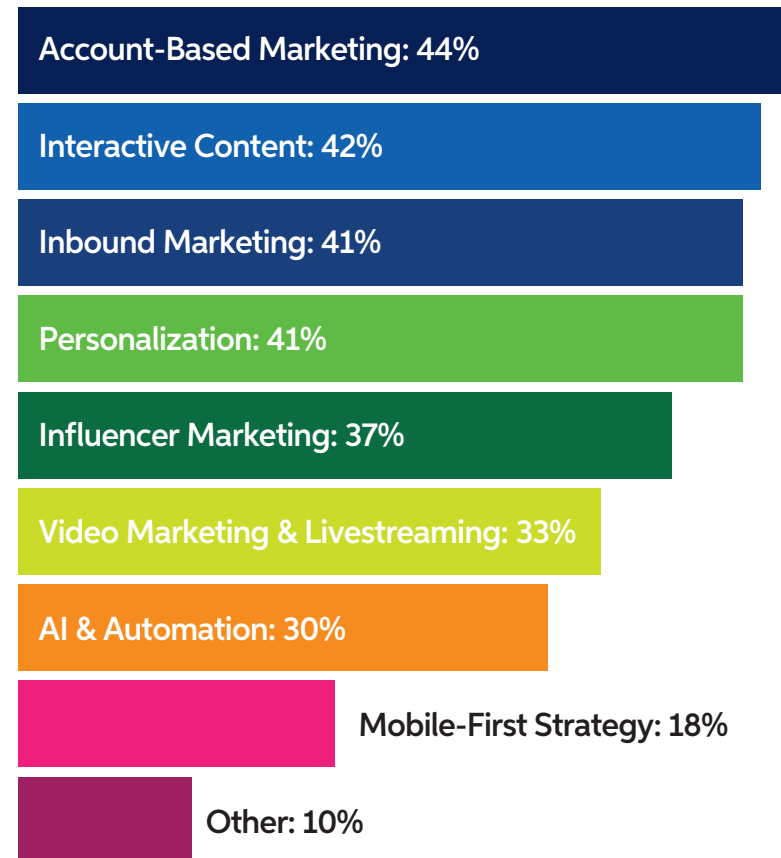 Account-Based Marketing: 44%
Interactive Content: 42%
Inbound Marketing: 41%
Personalization: 41%
Influencer Marketing: 37%
Video Marketing & Livestreaming: 33%
AI & Automation: 30%
Mobile-First Strategy: 18%
Other: 10%